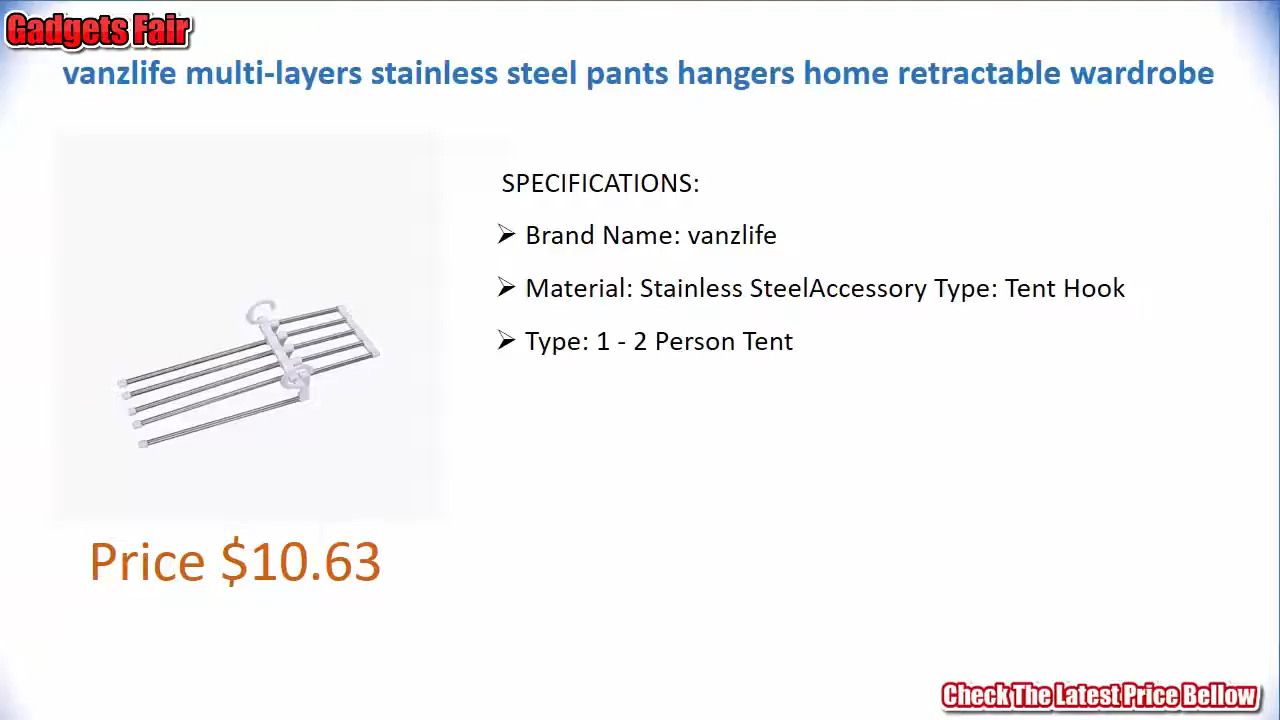 Gadgets Fair
vanzlife multi-layers stainless steel pants hangers home retractable wardrobe
SPECIFICATIONS:
➢ Brand Name: vanzlife
➢ Material: Stainless SteelAccessory Type: Tent Hook
➢ Type: 1 - 2 Person Tent
Price $10.63
Check The Latest Price Bellow